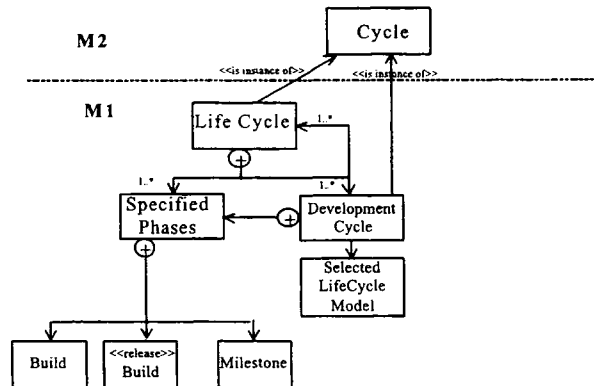 M2
Cycle
<<is instance of>>
<<is instance of>>
M1
Life Cycle
1..*
1..*
1..*
Specified
Phases
Development
Cycle
Selected
LifeCycle
Model
Build
<<release>>
Build
Milestone